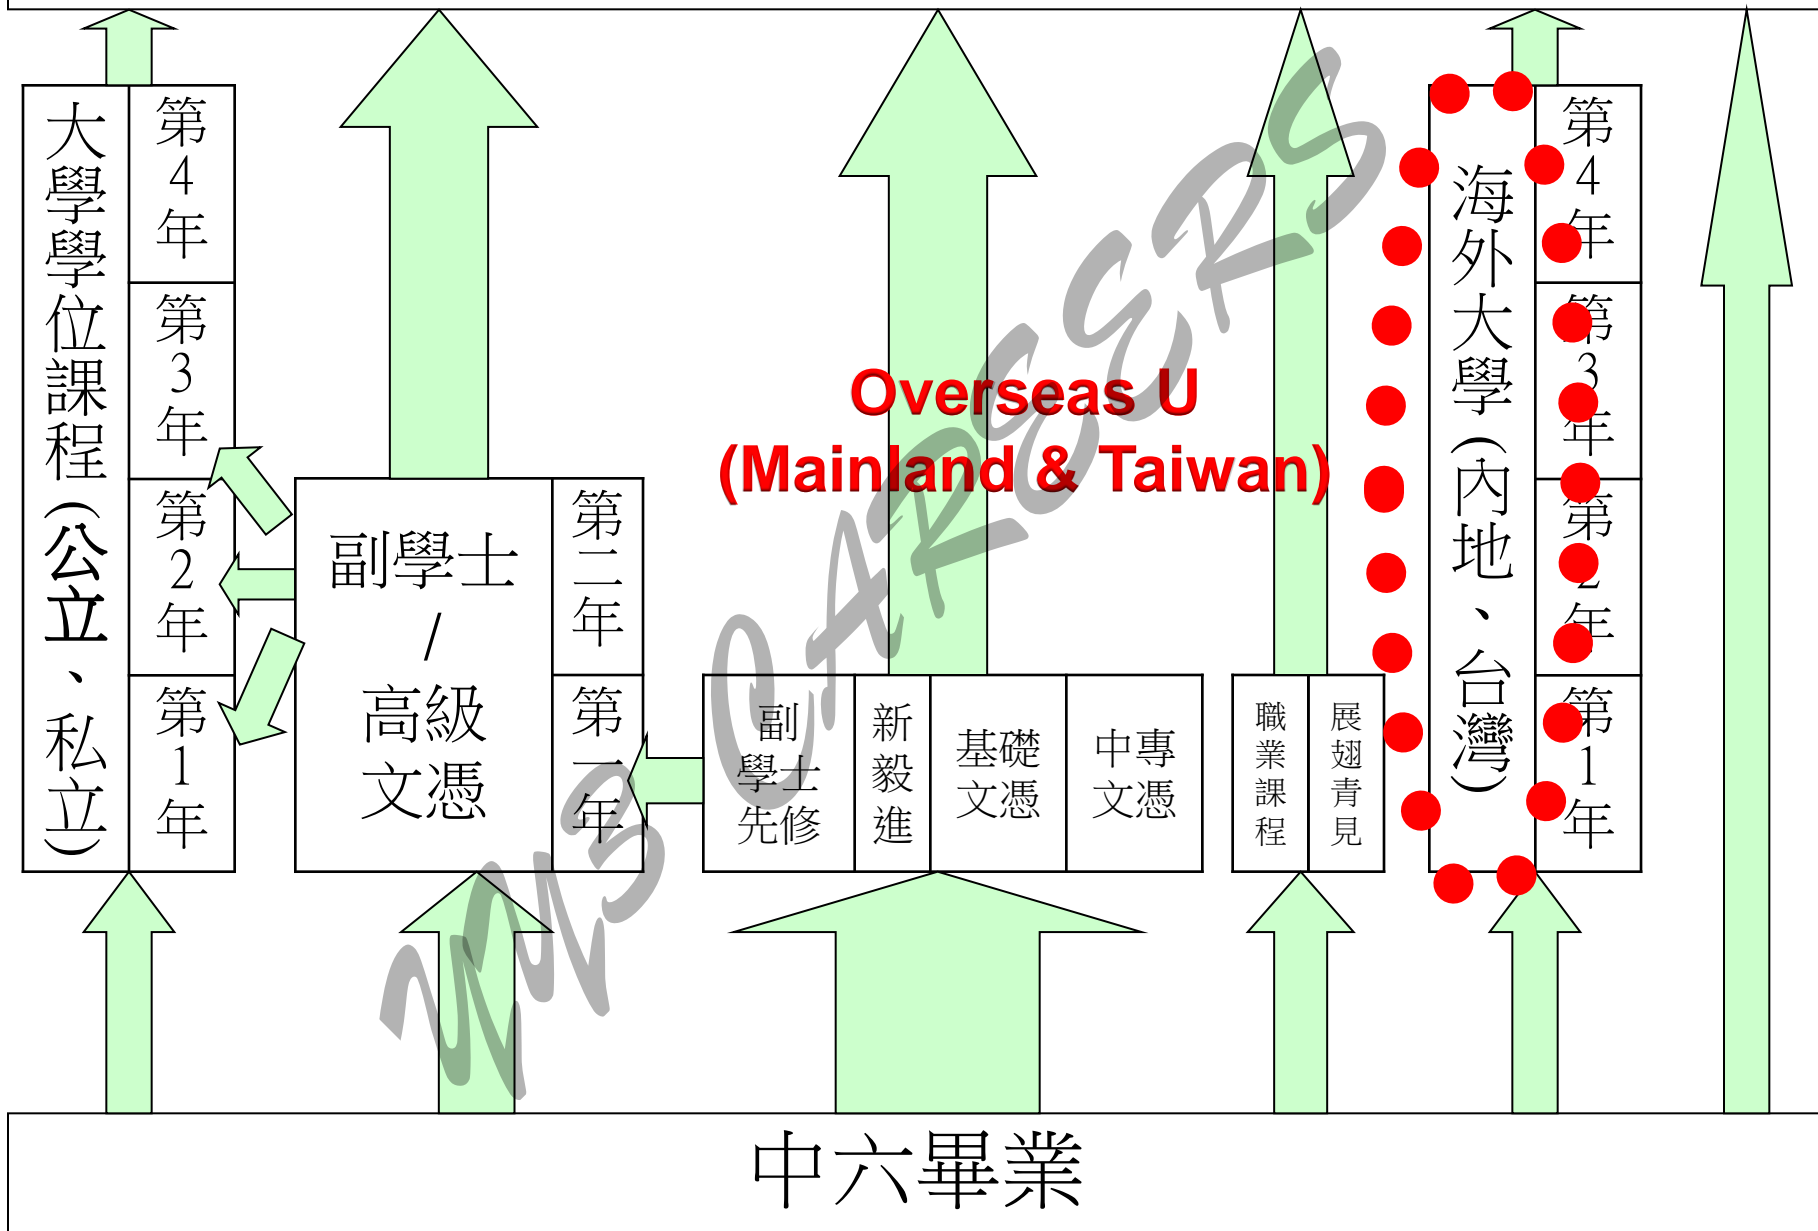 大學學位課程(公立、私立)
第4年
第3年
第2年
第1年
副學士
/
高級
文憑
第二年
第一年
副
學士
先修
新毅進
基礎
文憑
中專
文憑
職業課程
展翅青見
Overseas U
(Mainland & Taiwan)
海外大學(內地、台灣)
第4年
第3年
第2年
第1年
中六畢業
YY3 CAREERS